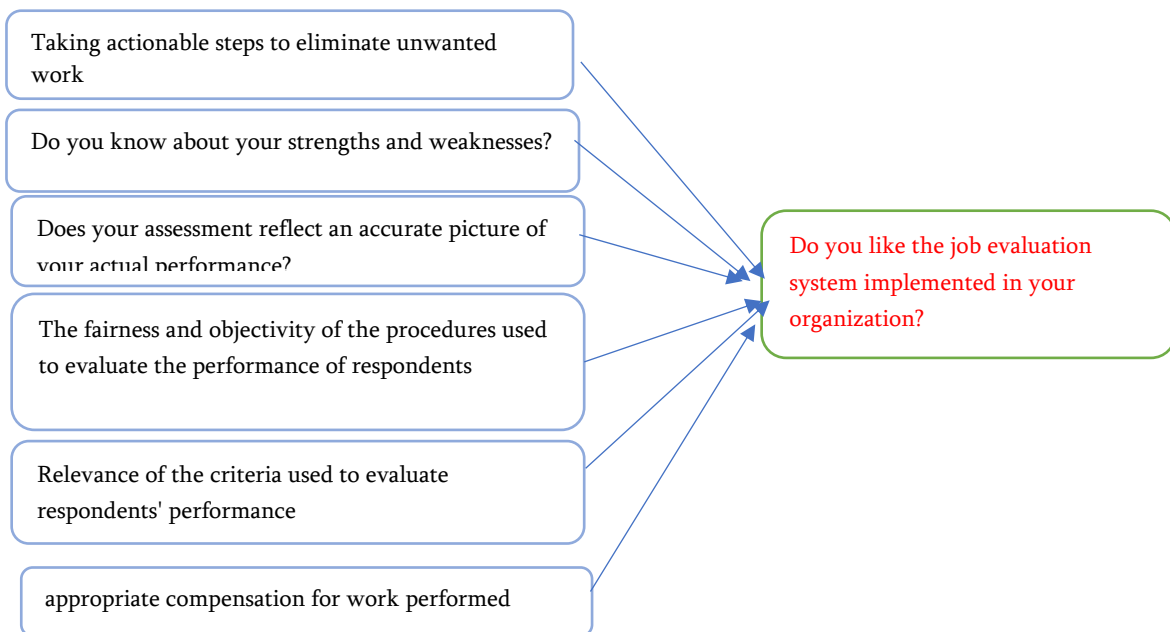 Taking actionable steps to eliminate unwanted
work
Do you know about your strengths and weaknesses?
Does your assessment reflect an accurate picture of
your actual performance?
The fairness and objectivity of the procedures used
to evaluate the performance of respondents
Relevance of the criteria used to evaluate
respondents' performance
appropriate compensation for work performed
Do you like the job evaluation
system implemented in your
organization?